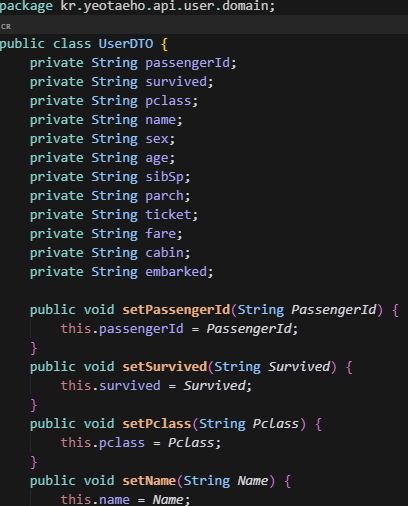 package kr.yeotaeho.api.user.domain;
CR
public class UserDTO {
    private String passengerId;
    private String survived;
    private String pclass;
    private String name;
    private String sex;
    private String age;
    private String sibSp;
    private String parch;
    private String ticket;
    private String fare;
    private String cabin;
    private String embarked;

    public void setPassengerId(String PassengerId) {
        this.passengerId = PassengerId;
    }
    public void setSurvived(String Survived) {
        this.survived = Survived;
    }
    public void setPclass(String Pclass) {
        this.pclass = Pclass;
    }
    public void setName(String Name) {
        this.name = Name;